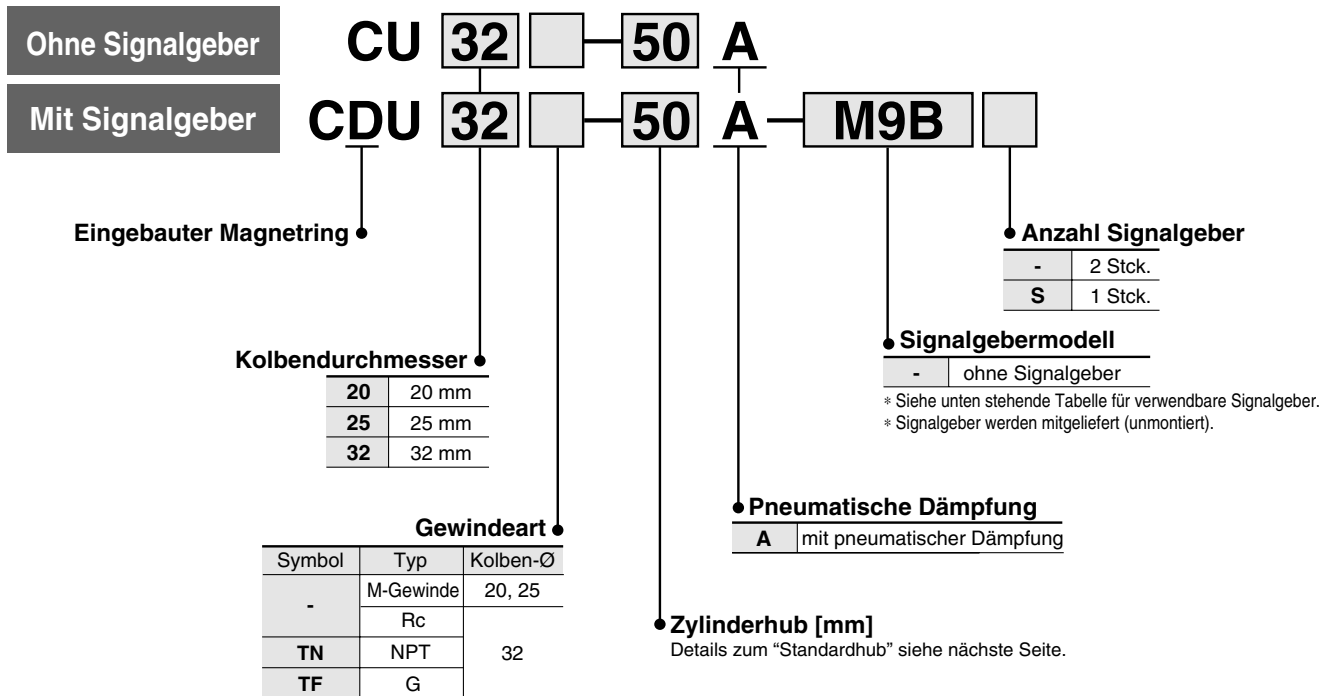 Ohne Signalgeber CU 32 – 50 A
Mit Signalgeber CDU 32 – 50 A – M9B
Eingebauter Magnetring
Anzahl Signalgeber
- 2 Stck.
S 1 Stck.
Signalgebermodell
- ohne Signalgeber
* Siehe unten stehende Tabelle für verwendbare Signalgeber.
* Signalgeber werden mitgeliefert (unmontiert).
Kolbendurchmesser
20 20 mm
25 25 mm
32 32 mm
Pneumatische Dämpfung
A mit pneumatischer Dämpfung
Gewindeart
Symbol Typ Kolben-Ø
- M-Gewinde 20, 25
Rc
TN NPT 32
TF G
Zylinderhub [mm]
Details zum “Standardhub” siehe nächste Seite.